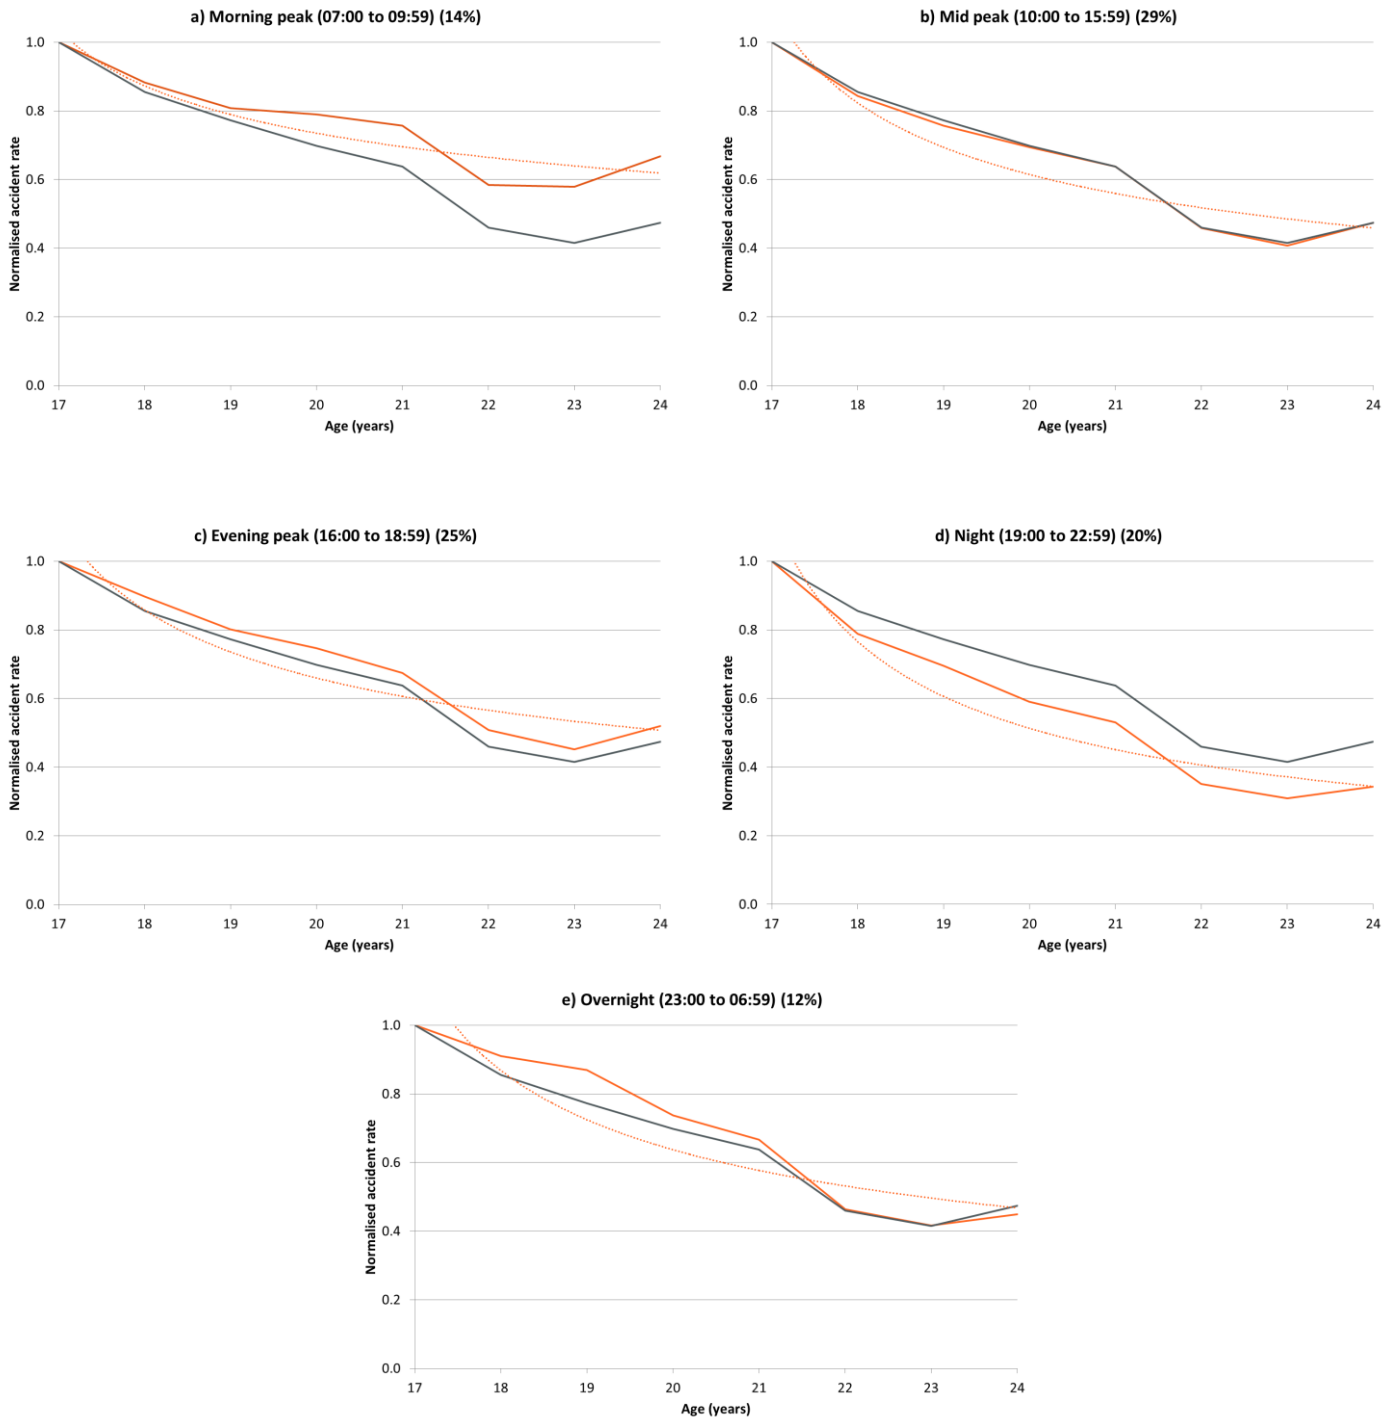 a) Morning peak (07:00 to 09:59) (14%)
1.0
0.8
0.6
0.4
0.2
0.0
Normalised accident rate
17 18 19 20 21 22 23 24
Age (years)
b) Mid peak (10:00 to 15:59) (29%)
1.0
0.8
0.6
0.4
0.2
0.0
Normalised accident rate
17 18 19 20 21 22 23 24
Age (years)
c) Evening peak (16:00 to 18:59) (25%)
1.0
0.8
0.6
0.4
0.2
0.0
Normalised accident rate
17 18 19 20 21 22 23 24
Age (years)
d) Night (19:00 to 22:59) (20%)
1.0
0.8
0.6
0.4
0.2
0.0
Normalised accident rate
17 18 19 20 21 22 23 24
Age (years)
e) Overnight (23:00 to 06:59) (12%)
1.0
0.8
0.6
0.4
0.2
0.0
Normalised accident rate
17 18 19 20 21 22 23 24
Age (years)